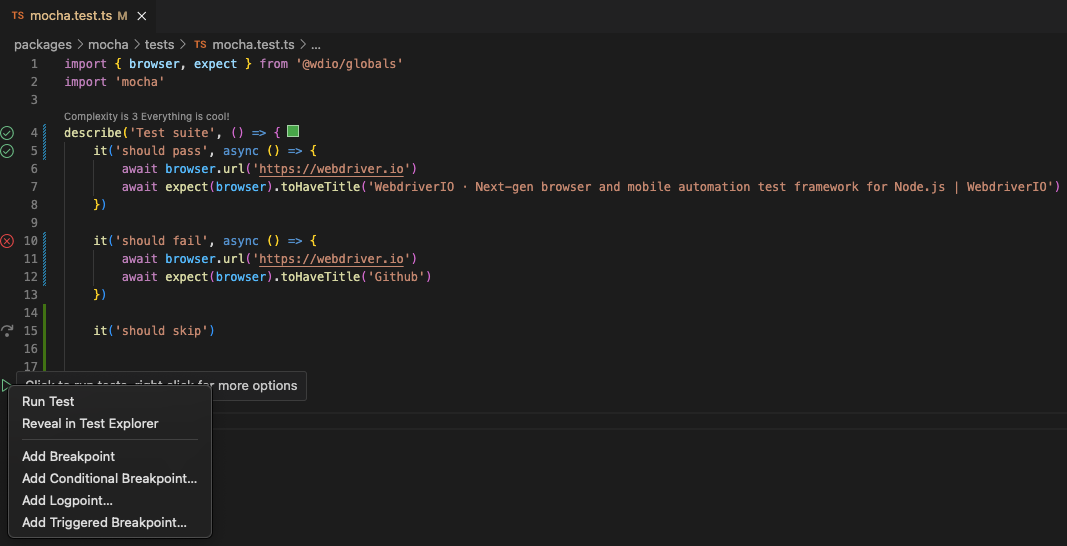 TS mocha.test.ts M ×
packages > mocha > tests > TS mocha.test.ts > ...
1 import { browser, expect } from '@wdio/globals'
2 import 'mocha'
3
Complexity is 3 Everything is cool!
4 describe('Test suite', () => {
5 it('should pass', async () => {
6 await browser.url('https://webdriver.io')
7 await expect(browser).toHaveTitle('WebdriverIO · Next-gen browser and mobile automation test framework for Node.js | WebdriverIO')
8 })
9
10 it('should fail', async () => {
11 await browser.url('https://webdriver.io')
12 await expect(browser).toHaveTitle('Github')
13 })
14
15 it('should skip')
16
17
Click to run tests, right click for more options
Run Test
Reveal in Test Explorer
Add Breakpoint
Add Conditional Breakpoint...
Add Logpoint...
Add Triggered Breakpoint...